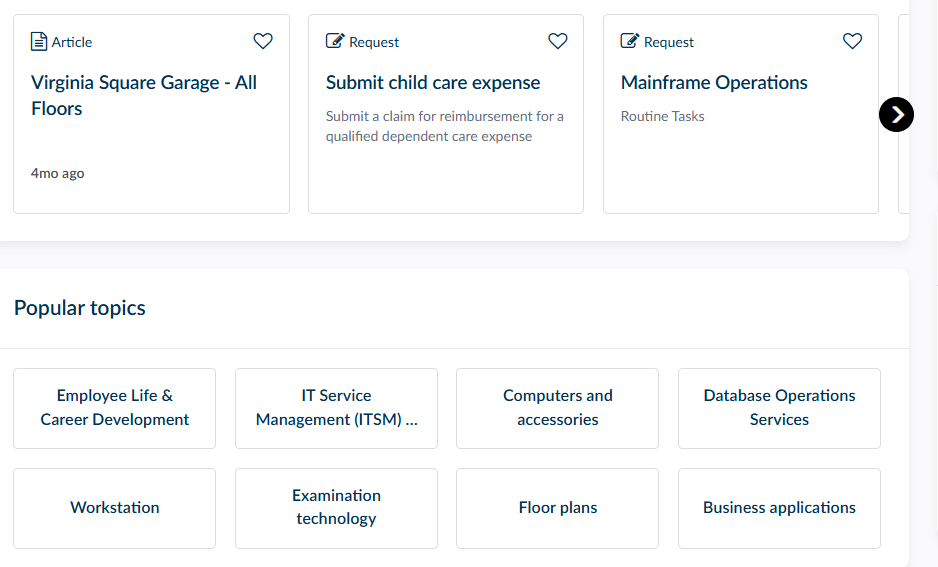 Article
Virginia Square Garage - All
Floors
4mo ago
Request
Submit child care expense
Submit a claim for reimbursement for a
qualified dependent care expense
Request
Mainframe Operations
Routine Tasks
Popular topics
Employee Life &
Career Development
IT Service
Management (ITSM) ...
Computers and
accessories
Database Operations
Services
Workstation
Examination
technology
Floor plans
Business applications